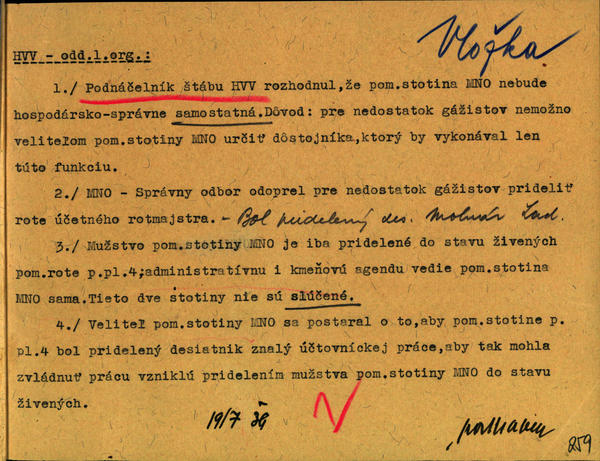 Vložka
HVV - odd.l.org.:
1./ Podnáčelník štábu HVV rozhodnul,že pom.stotina MNO nebude
hospodársko-správne samostatná.Dôvod: pre nedostatok gážistov nemožno
veliteľom pom.stotiny MNO určiť dôstojníka,ktorý by vykonával len
túto funkciu.
2./ MNO - Správny odbor odoprel pre nedostatok gážistov prideliť
rote účetného rotmajstra. - Bol pridelený des. Molnár Lad.
3./ Mužstvo pom.stotiny MNO je iba pridelené do stavu živených
pom.rote p.pl.4;administratívnu i kmeňovú agendu vedie pom.stotina
MNO sama.Tieto dve stotiny nie sú slúčené.
4./ Veliteľ pom.stotiny MNO sa postaral o to,aby pom.stotine p.
pl.4 bol pridelený desiatnik znalý účtovníckej práce,aby tak mohla
zvládnuť prácu vzniklú pridelením mužstva pom.stotiny MNO do stavu
živených.
19/7 39
259